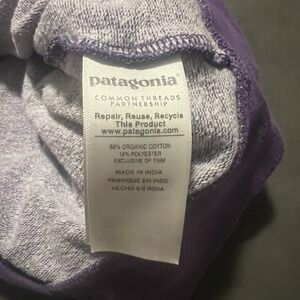 patagonia
COMMON THREADS
PARTNERSHIP
Repair, Reuse, Recycle
This Product
www.patagonia.com
88% ORGANIC COTTON
12% POLYESTER
EXCLUSIVE OF TRIM
MADE IN INDIA
FABRIQUÉ EN INDE
HECHO EN INDIA